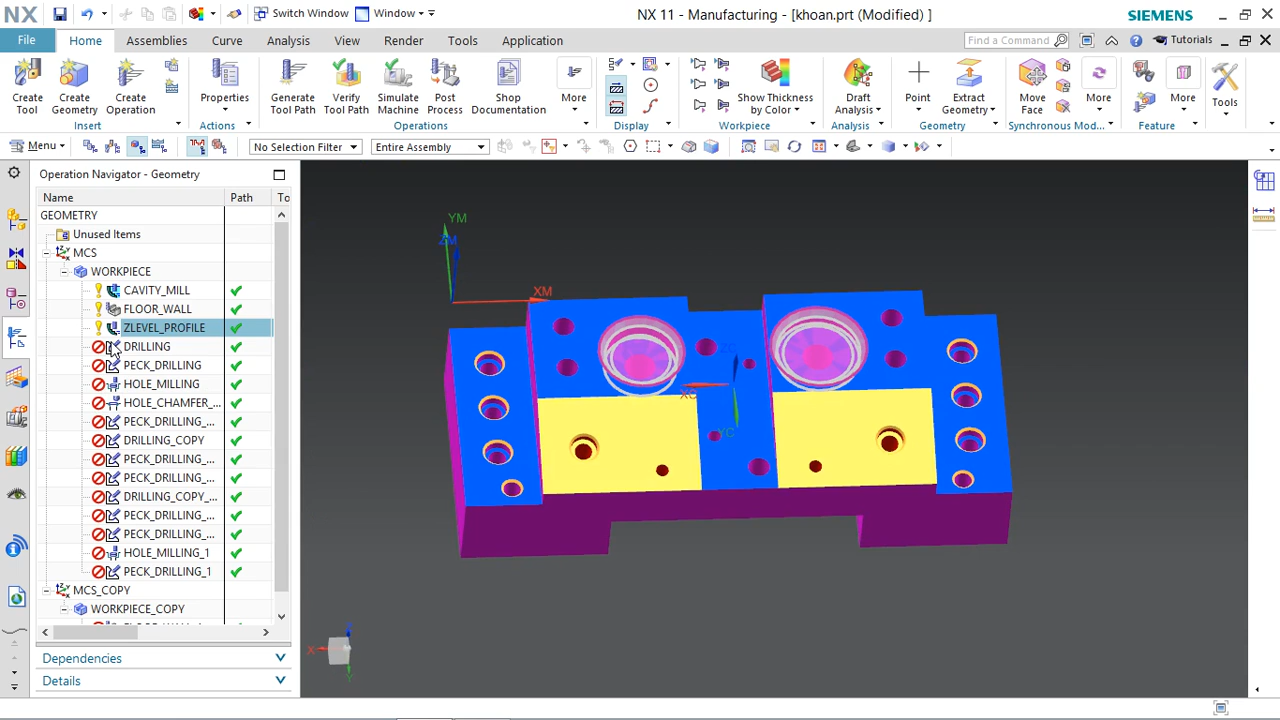 NX
Switch Window
Window
NX 11 - Manufacturing - [khoan.prt (Modified) ]
SIEMENS
File
Home
Assemblies
Curve
Analysis
View
Render
Tools
Application
Find a Command
Tutorials
Create Tool
Create Geometry
Create Operation
Properties
Generate Tool Path
Verify Tool Path
Simulate Machine
Post Process
Shop Documentation
More
Show Thickness by Color
Draft Analysis
Point
Extract Geometry
Move Face
More
More
Tools
Insert
Actions
Operations
Display
Workpiece
Analysis
Geometry
Synchronous Mod...
Feature
Menu
No Selection Filter
Entire Assembly
Operation Navigator - Geometry
Name
Path
To
GEOMETRY
Unused Items
MCS
WORKPIECE
CAVITY_MILL
FLOOR_WALL
ZLEVEL_PROFILE
DRILLING
PECK_DRILLING
HOLE_MILLING
HOLE_CHAMFER_...
PECK_DRILLING_...
DRILLING_COPY
PECK_DRILLING_...
PECK_DRILLING_...
DRILLING_COPY_...
PECK_DRILLING_...
PECK_DRILLING_...
HOLE_MILLING_1
PECK_DRILLING_1
MCS_COPY
WORKPIECE_COPY
Dependencies
Details
YM
ZM
XM
ZC
XC
YC
Z
X
Y